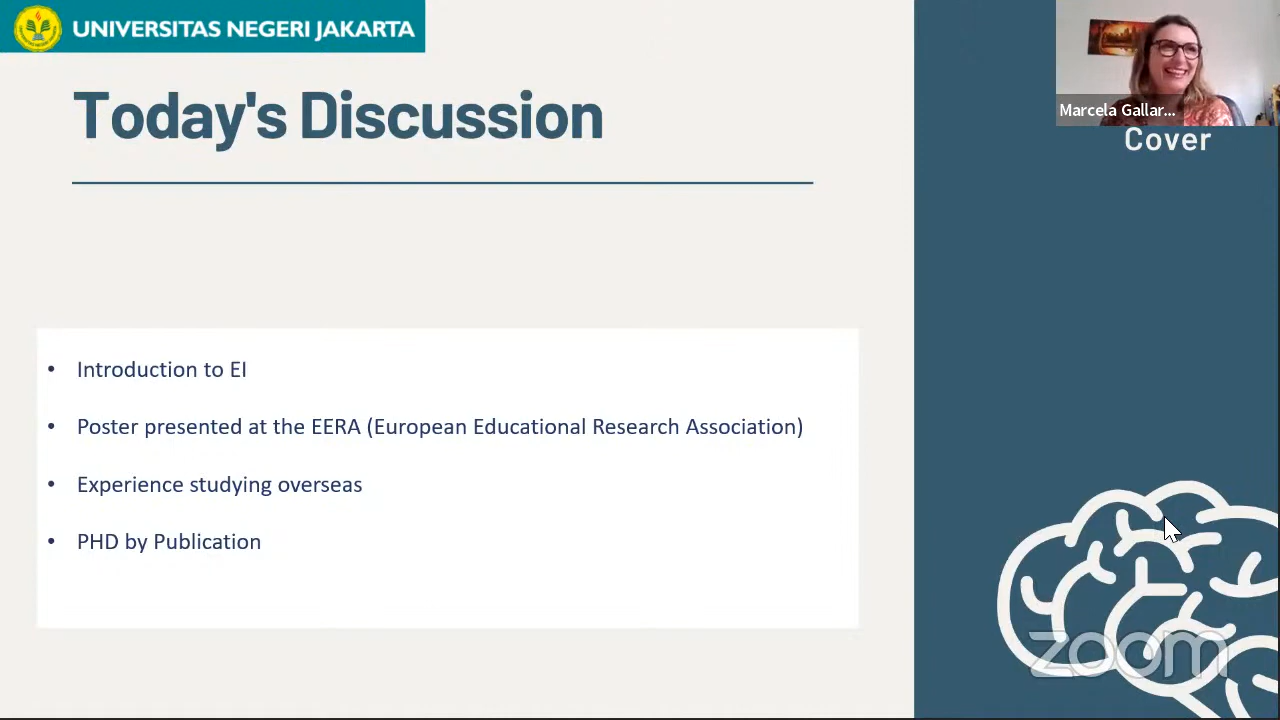 UNIVERSITAS NEGERI JAKARTA
Today's Discussion
Marcela Gallar...
Cover
• Introduction to EI
• Poster presented at the EERA (European Educational Research Association)
• Experience studying overseas
• PHD by Publication
zoom